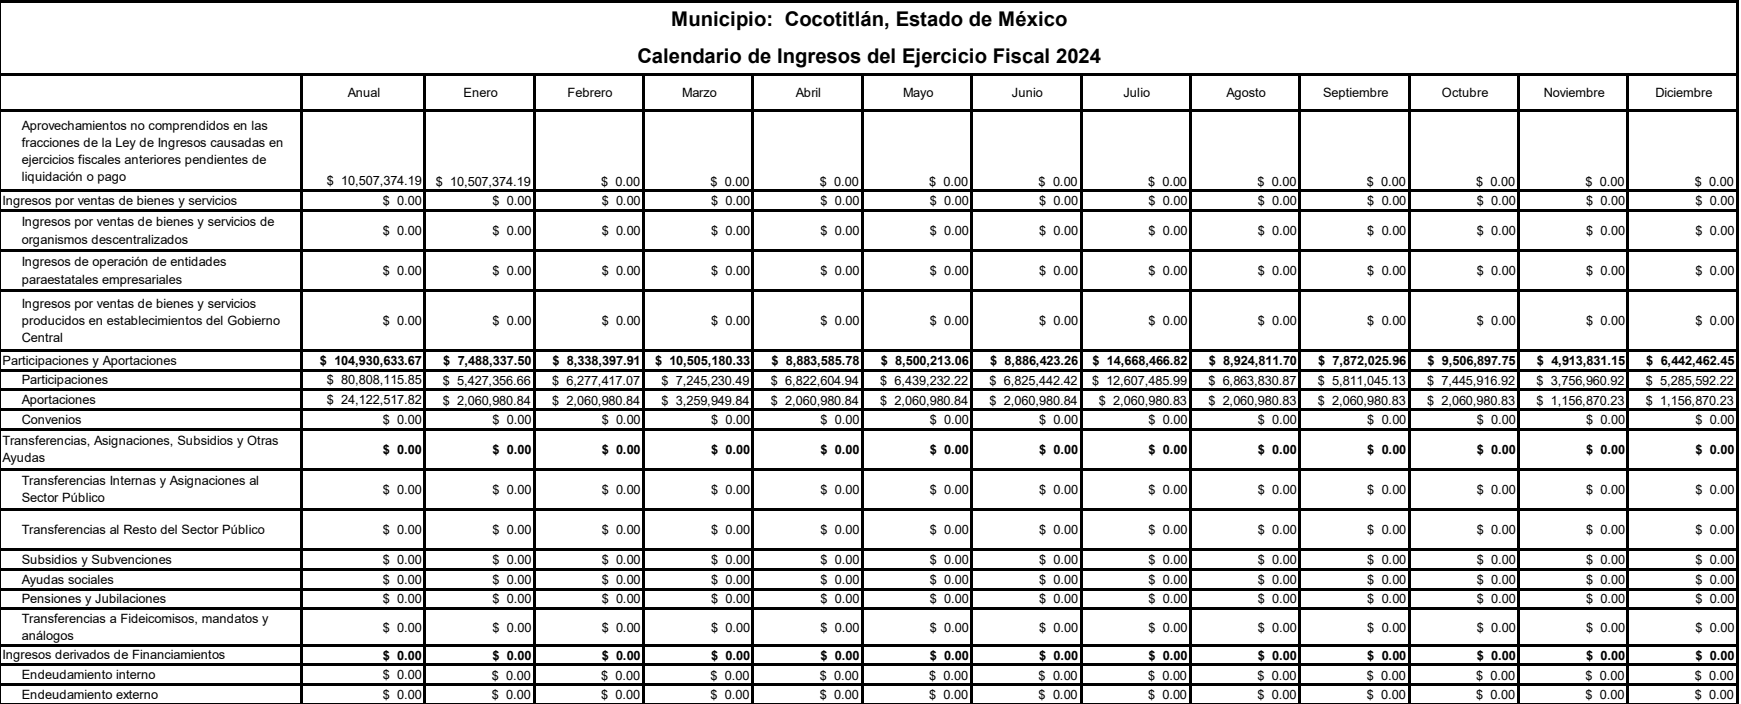 Municipio:  Cocotitlán, Estado de México
Calendario de Ingresos del Ejercicio Fiscal 2024
Anual Enero Febrero Marzo Abril Mayo Junio Julio Agosto Septiembre Octubre Noviembre Diciembre
Aprovechamientos no comprendidos en las
fracciones de la Ley de Ingresos causadas en
ejercicios fiscales anteriores pendientes de
liquidación o pago $ 10,507,374.19 $ 10,507,374.19 $ 0.00 $ 0.00 $ 0.00 $ 0.00 $ 0.00 $ 0.00 $ 0.00 $ 0.00 $ 0.00 $ 0.00 $ 0.00
Ingresos por ventas de bienes y servicios $ 0.00 $ 0.00 $ 0.00 $ 0.00 $ 0.00 $ 0.00 $ 0.00 $ 0.00 $ 0.00 $ 0.00 $ 0.00 $ 0.00 $ 0.00
Ingresos por ventas de bienes y servicios de
organismos descentralizados $ 0.00 $ 0.00 $ 0.00 $ 0.00 $ 0.00 $ 0.00 $ 0.00 $ 0.00 $ 0.00 $ 0.00 $ 0.00 $ 0.00 $ 0.00
Ingresos de operación de entidades
paraestatales empresariales $ 0.00 $ 0.00 $ 0.00 $ 0.00 $ 0.00 $ 0.00 $ 0.00 $ 0.00 $ 0.00 $ 0.00 $ 0.00 $ 0.00 $ 0.00
Ingresos por ventas de bienes y servicios
producidos en establecimientos del Gobierno
Central $ 0.00 $ 0.00 $ 0.00 $ 0.00 $ 0.00 $ 0.00 $ 0.00 $ 0.00 $ 0.00 $ 0.00 $ 0.00 $ 0.00 $ 0.00
Participaciones y Aportaciones $ 104,930,633.67 $ 7,488,337.50 $ 8,338,397.91 $ 10,505,180.33 $ 8,883,585.78 $ 8,500,213.06 $ 8,886,423.26 $ 14,668,466.82 $ 8,924,811.70 $ 7,872,025.96 $ 9,506,897.75 $ 4,913,831.15 $ 6,442,462.45
Participaciones $ 80,808,115.85 $ 5,427,356.66 $ 6,277,417.07 $ 7,245,230.49 $ 6,822,604.94 $ 6,439,232.22 $ 6,825,442.42 $ 12,607,485.99 $ 6,863,830.87 $ 5,811,045.13 $ 7,445,916.92 $ 3,756,960.92 $ 5,285,592.22
Aportaciones $ 24,122,517.82 $ 2,060,980.84 $ 2,060,980.84 $ 3,259,949.84 $ 2,060,980.84 $ 2,060,980.84 $ 2,060,980.84 $ 2,060,980.83 $ 2,060,980.83 $ 2,060,980.83 $ 2,060,980.83 $ 1,156,870.23 $ 1,156,870.23
Convenios $ 0.00 $ 0.00 $ 0.00 $ 0.00 $ 0.00 $ 0.00 $ 0.00 $ 0.00 $ 0.00 $ 0.00 $ 0.00 $ 0.00 $ 0.00
Transferencias, Asignaciones, Subsidios y Otras
Ayudas $ 0.00 $ 0.00 $ 0.00 $ 0.00 $ 0.00 $ 0.00 $ 0.00 $ 0.00 $ 0.00 $ 0.00 $ 0.00 $ 0.00 $ 0.00
Transferencias Internas y Asignaciones al
Sector Público $ 0.00 $ 0.00 $ 0.00 $ 0.00 $ 0.00 $ 0.00 $ 0.00 $ 0.00 $ 0.00 $ 0.00 $ 0.00 $ 0.00 $ 0.00
Transferencias al Resto del Sector Público $ 0.00 $ 0.00 $ 0.00 $ 0.00 $ 0.00 $ 0.00 $ 0.00 $ 0.00 $ 0.00 $ 0.00 $ 0.00 $ 0.00 $ 0.00
Subsidios y Subvenciones $ 0.00 $ 0.00 $ 0.00 $ 0.00 $ 0.00 $ 0.00 $ 0.00 $ 0.00 $ 0.00 $ 0.00 $ 0.00 $ 0.00 $ 0.00
Ayudas sociales $ 0.00 $ 0.00 $ 0.00 $ 0.00 $ 0.00 $ 0.00 $ 0.00 $ 0.00 $ 0.00 $ 0.00 $ 0.00 $ 0.00 $ 0.00
Pensiones y Jubilaciones $ 0.00 $ 0.00 $ 0.00 $ 0.00 $ 0.00 $ 0.00 $ 0.00 $ 0.00 $ 0.00 $ 0.00 $ 0.00 $ 0.00 $ 0.00
Transferencias a Fideicomisos, mandatos y
análogos $ 0.00 $ 0.00 $ 0.00 $ 0.00 $ 0.00 $ 0.00 $ 0.00 $ 0.00 $ 0.00 $ 0.00 $ 0.00 $ 0.00 $ 0.00
Ingresos derivados de Financiamientos $ 0.00 $ 0.00 $ 0.00 $ 0.00 $ 0.00 $ 0.00 $ 0.00 $ 0.00 $ 0.00 $ 0.00 $ 0.00 $ 0.00 $ 0.00
Endeudamiento interno $ 0.00 $ 0.00 $ 0.00 $ 0.00 $ 0.00 $ 0.00 $ 0.00 $ 0.00 $ 0.00 $ 0.00 $ 0.00 $ 0.00 $ 0.00
Endeudamiento externo $ 0.00 $ 0.00 $ 0.00 $ 0.00 $ 0.00 $ 0.00 $ 0.00 $ 0.00 $ 0.00 $ 0.00 $ 0.00 $ 0.00 $ 0.00